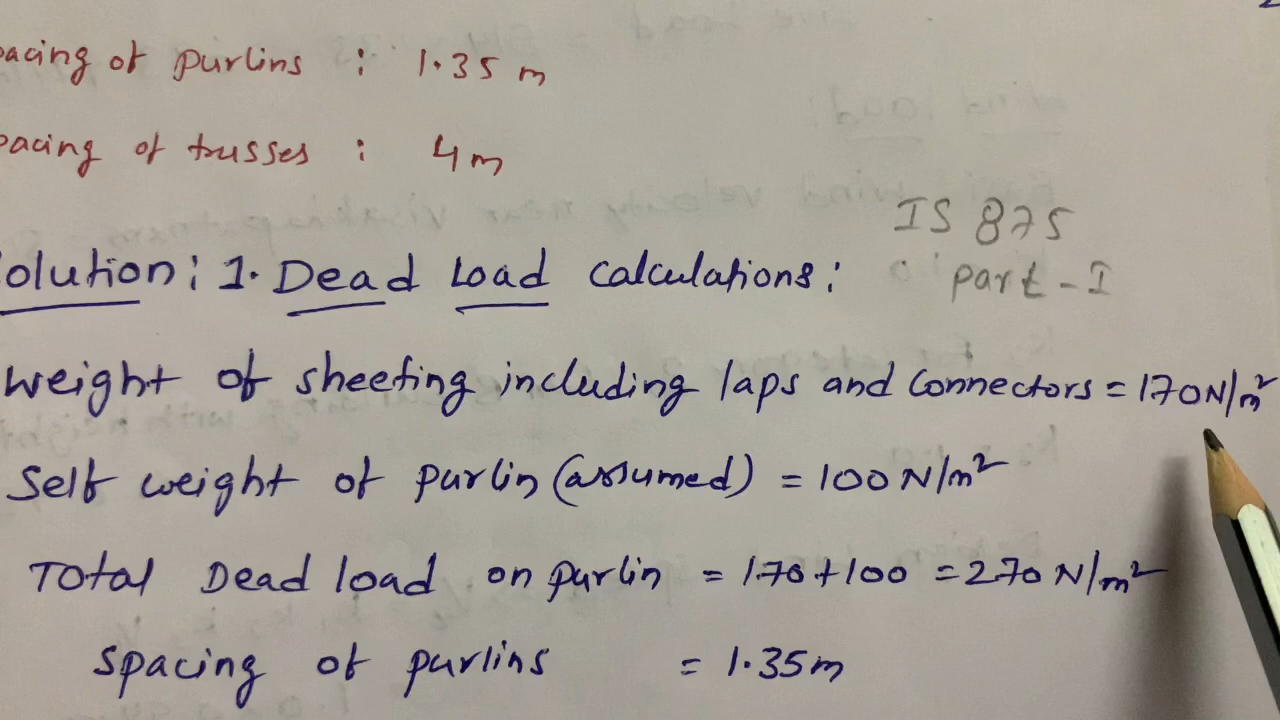 pacing of purlins : 1.35 m
pacing of trusses : 4m
IS 875
Part-I
olution: 1. Dead Load calculations:
weight of sheeting including laps and Connectors = 170N/m²
Self weight of purlin (assumed) = 100 N/m²
Total Dead load on purlin = 170+100 = 270 N/m²
Spacing of purlins = 1.35m